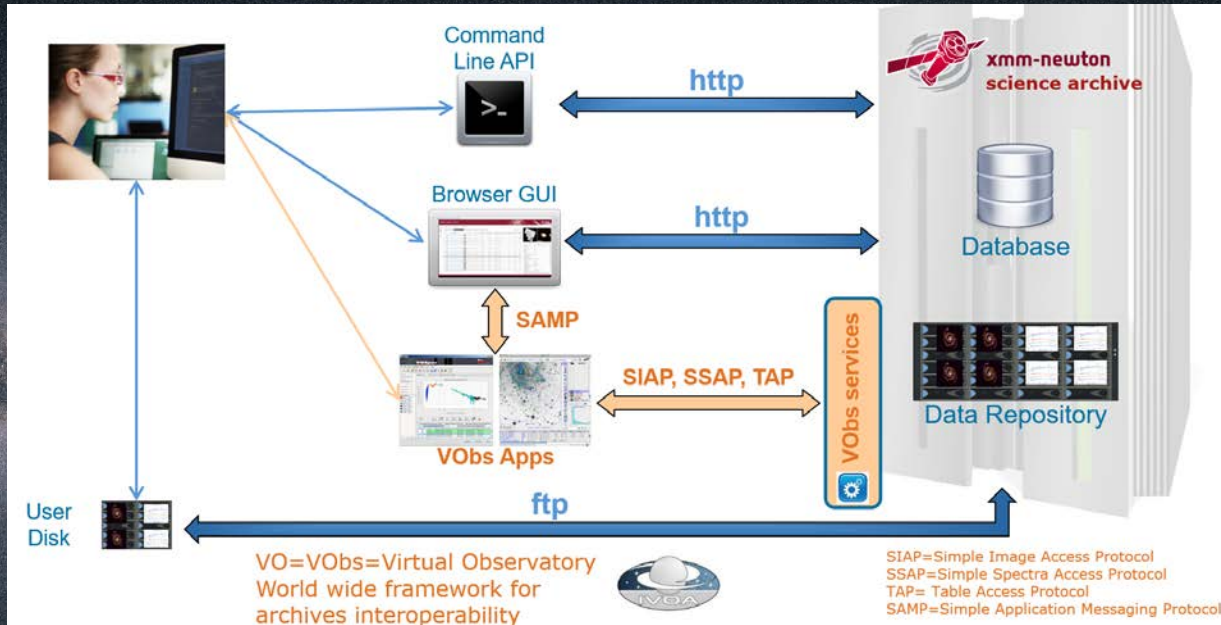 Command
Line API
>_
http
xmm-newton
science archive
Browser GUI
http
Database
SAMP
SIAP, SSAP, TAP
VObs services
VObs Apps
Data Repository
ftp
User
Disk
VO=VObs=Virtual Observatory
World wide framework for
archives interoperability
IVOA
SIAP=Simple Image Access Protocol
SSAP=Simple Spectra Access Protocol
TAP= Table Access Protocol
SAMP=Simple Application Messaging Protocol